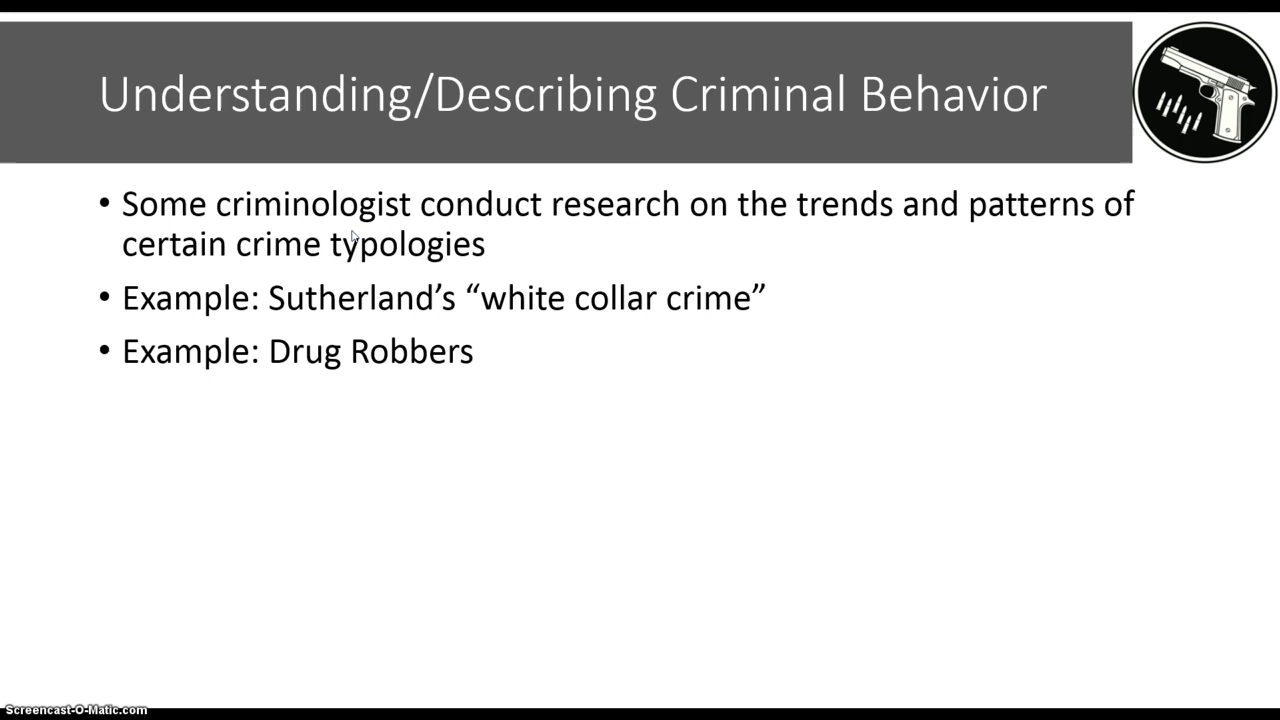 Understanding/Describing Criminal Behavior
• Some criminologist conduct research on the trends and patterns of
certain crime typologies
• Example: Sutherland’s “white collar crime”
• Example: Drug Robbers
Screencast-O-Matic.com